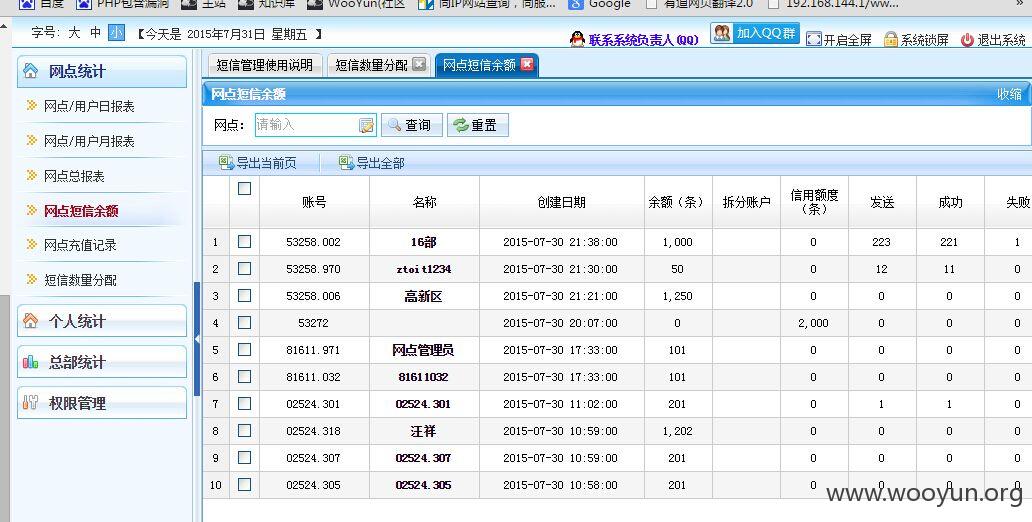 百度 PHP包含漏洞 主站 知识库 WooYun(社区 同IP网站查询，同服... Google 有道网页翻译2.0 192.168.144.1/ww... »
字号: 大 中 小 【今天是 2015年7月31日 星期五 】 联系系统负责人(QQ) 加入QQ群 开启全屏 系统锁屏 退出系统
网点统计
网点/用户日报表
网点/用户月报表
网点总报表
网点短信余额
网点充值记录
短信数量分配
个人统计
总部统计
权限管理
短信管理使用说明 短信数量分配 网点短信余额
网点短信余额 收缩
网点: 请输入 查询 重置
导出当前页 导出全部
账号 名称 创建日期 余额（条） 拆分账户 信用额度（条） 发送 成功 失败
1 53258.002 16部 2015-07-30 21:38:00 1,000 0 223 221 1
2 53258.970 ztoit1234 2015-07-30 21:30:00 50 0 12 11 0
3 53258.006 高新区 2015-07-30 21:21:00 1,250 0 0 0 0
4 53272 2015-07-30 20:07:00 0 2,000 0 0 0
5 81611.971 网点管理员 2015-07-30 17:33:00 101 0 0 0 0
6 81611.032 81611032 2015-07-30 17:33:00 101 0 0 0 0
7 02524.301 02524.301 2015-07-30 11:02:00 201 0 1 1 0
8 02524.318 汪祥 2015-07-30 10:59:00 1,202 0 0 0 0
9 02524.307 02524.307 2015-07-30 10:59:00 201 0 0 0 0
10 02524.305 02524.305 2015-07-30 10:58:00 201 0 0 0 0
www.wooyun.org